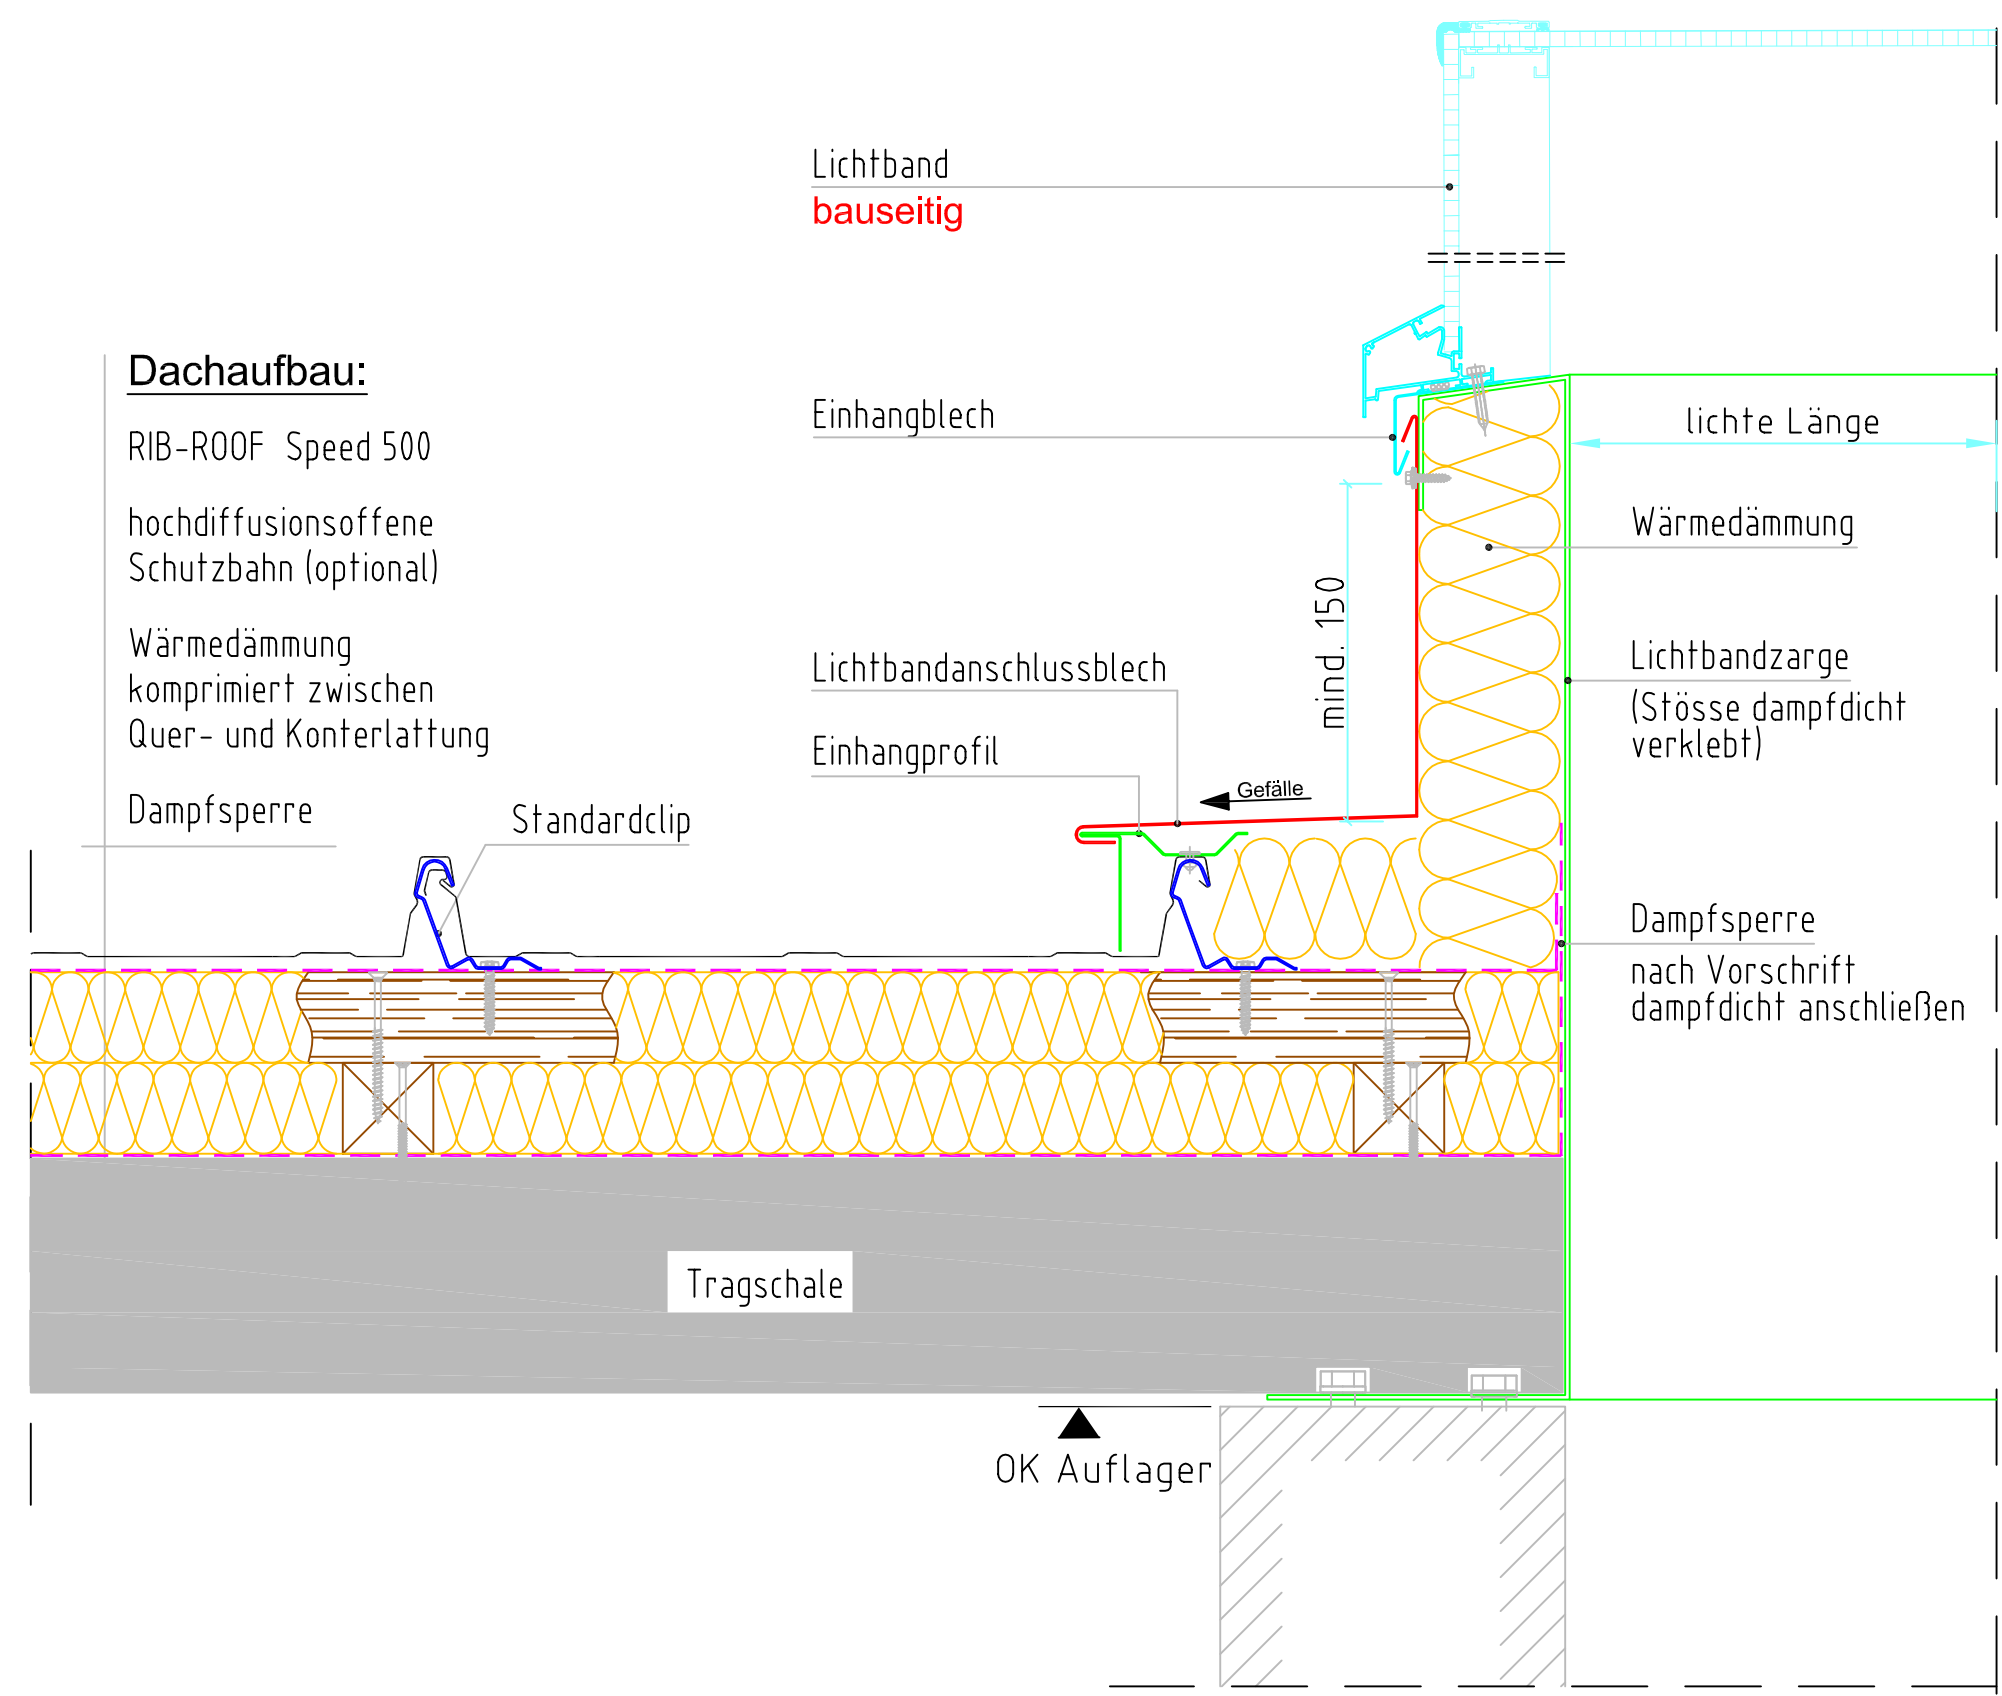 Lichtband
bauseitig
Dachaufbau:
RIB-ROOF Speed 500
hochdiffusionsoffene
Schutzbahn (optional)
Wärmedämmung
komprimiert zwischen
Quer- und Konterlattung
Dampfsperre
Standardclip
Einhangblech
lichte Länge
Wärmedämmung
mind. 150
Lichtbandanschlussblech
Einhangprofil
Gefälle
Lichtbandzarge
(Stösse dampfdicht
verklebt)
Dampfsperre
nach Vorschrift
dampfdicht anschließen
Tragschale
OK Auflager